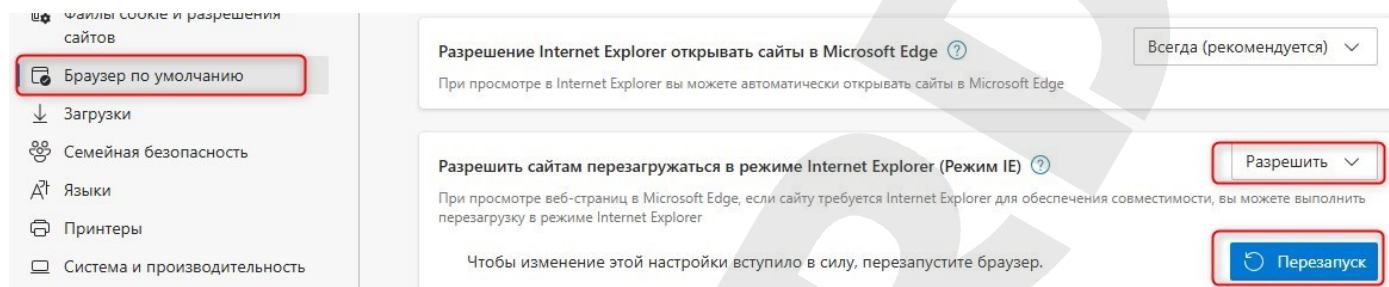 Файлы cookie и разрешения
сайтов
Браузер по умолчанию
Загрузки
Семейная безопасность
Языки
Принтеры
Система и производительность
Разрешение Internet Explorer открывать сайты в Microsoft Edge
Всегда (рекомендуется)
При просмотре в Internet Explorer вы можете автоматически открывать сайты в Microsoft Edge
Разрешить сайтам перезагружаться в режиме Internet Explorer (Режим IE)
Разрешить
При просмотре веб-страниц в Microsoft Edge, если сайту требуется Internet Explorer для обеспечения совместимости, вы можете выполнить
перезагрузку в режиме Internet Explorer
Чтобы изменение этой настройки вступило в силу, перезапустите браузер.
Перезапуск